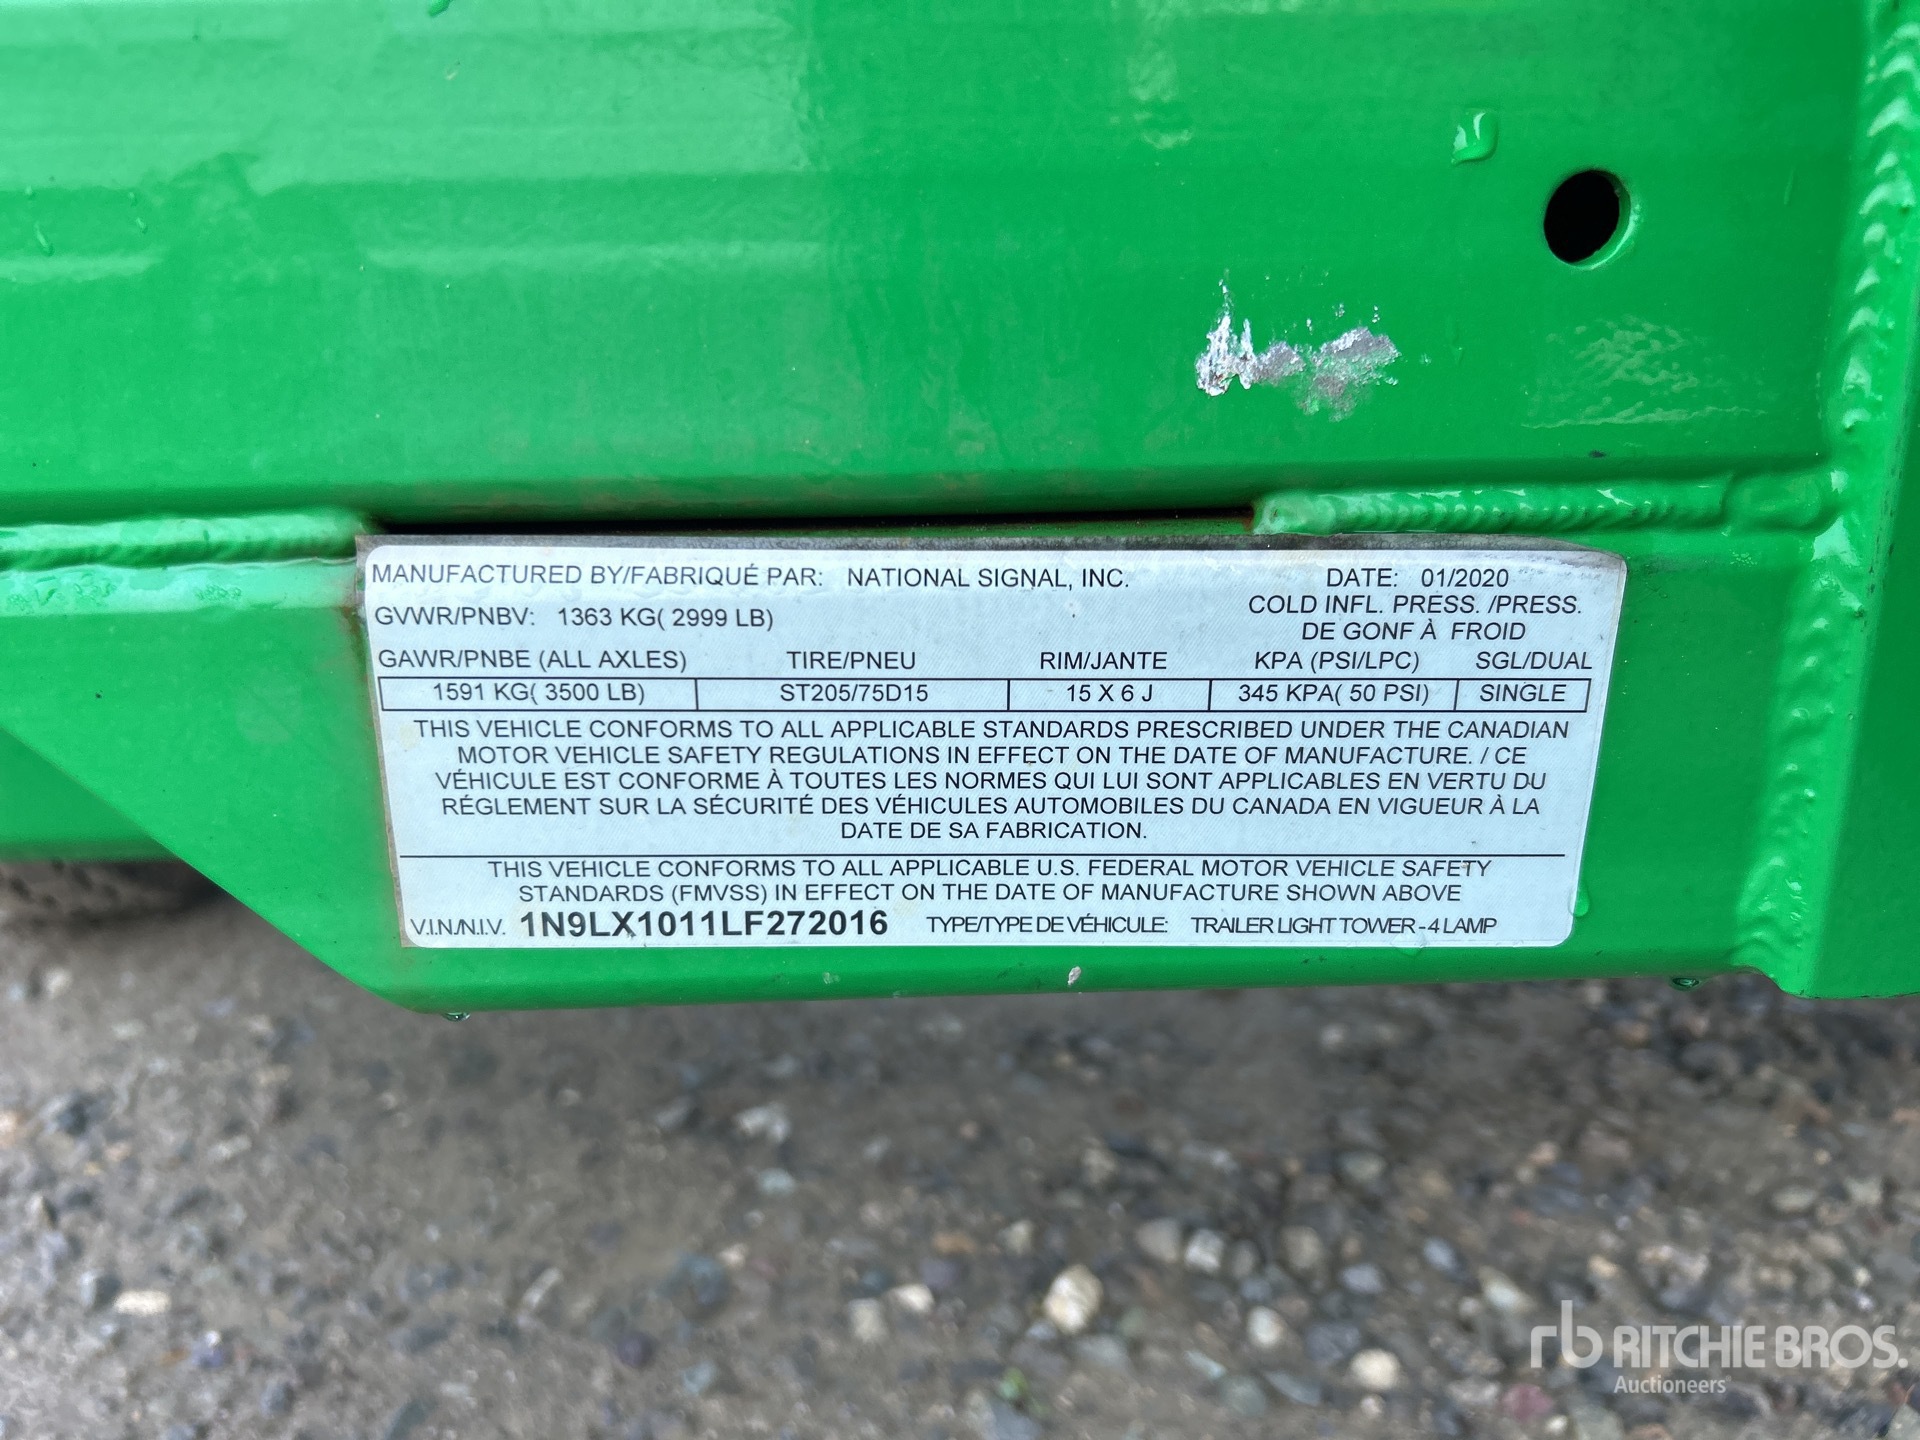 MANUFACTURED BY/FABRIQUÉ PAR: NATIONAL SIGNAL, INC. DATE: 01/2020
GVWR/PNBV: 1363 KG( 2999 LB) COLD INFL. PRESS. /PRESS.
DE GONF À FROID
GAWR/PNBE (ALL AXLES) TIRE/PNEU RIM/JANTE KPA (PSI/LPC) SGL/DUAL
1591 KG( 3500 LB) ST205/75D15 15 X 6 J 345 KPA( 50 PSI) SINGLE
THIS VEHICLE CONFORMS TO ALL APPLICABLE STANDARDS PRESCRIBED UNDER THE CANADIAN
MOTOR VEHICLE SAFETY REGULATIONS IN EFFECT ON THE DATE OF MANUFACTURE. / CE
VÉHICULE EST CONFORME À TOUTES LES NORMES QUI LUI SONT APPLICABLES EN VERTU DU
RÉGLEMENT SUR LA SÉCURITÉ DES VÉHICULES AUTOMOBILES DU CANADA EN VIGUEUR À LA
DATE DE SA FABRICATION.
THIS VEHICLE CONFORMS TO ALL APPLICABLE U.S. FEDERAL MOTOR VEHICLE SAFETY
STANDARDS (FMVSS) IN EFFECT ON THE DATE OF MANUFACTURE SHOWN ABOVE
V.I.N./N.I.V. 1N9LX1011LF272016 TYPE/TYPE DE VÉHICULE: TRAILER LIGHT TOWER - 4 LAMP
rb RITCHIE BROS.
Auctioneers